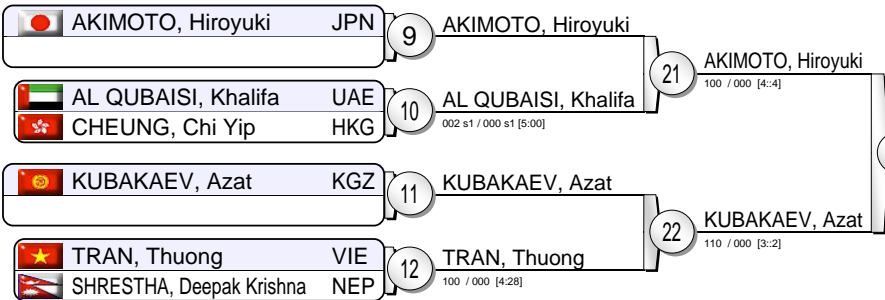 AKIMOTO, Hiroyuki JPN
9
AKIMOTO, Hiroyuki
21
AKIMOTO, Hiroyuki
100 / 000 [4::4]
AL QUBAISI, Khalifa UAE
CHEUNG, Chi Yip HKG
10
AL QUBAISI, Khalifa
002 s1 / 000 s1 [5:00]
KUBAKAEV, Azat KGZ
11
KUBAKAEV, Azat
22
KUBAKAEV, Azat
110 / 000 [3::2]
TRAN, Thuong VIE
SHRESTHA, Deepak Krishna NEP
12
TRAN, Thuong
100 / 000 [4:28]